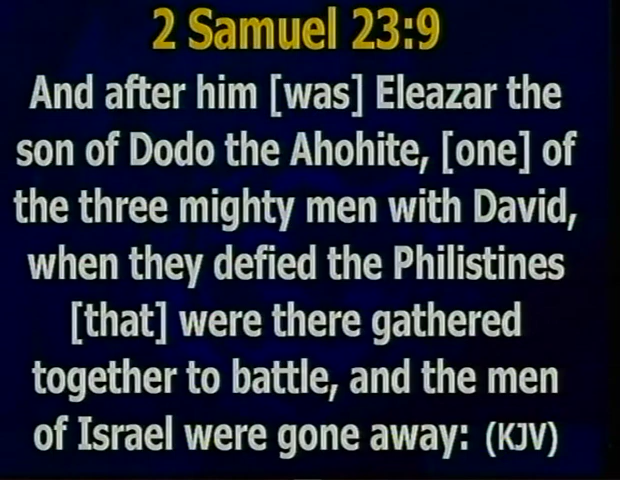 2 Samuel 23:9
And after him [was] Eleazar the
son of Dodo the Ahohite, [one] of
the three mighty men with David,
when they defied the Philistines
[that] were there gathered
together to battle, and the men
of Israel were gone away: (KJV)